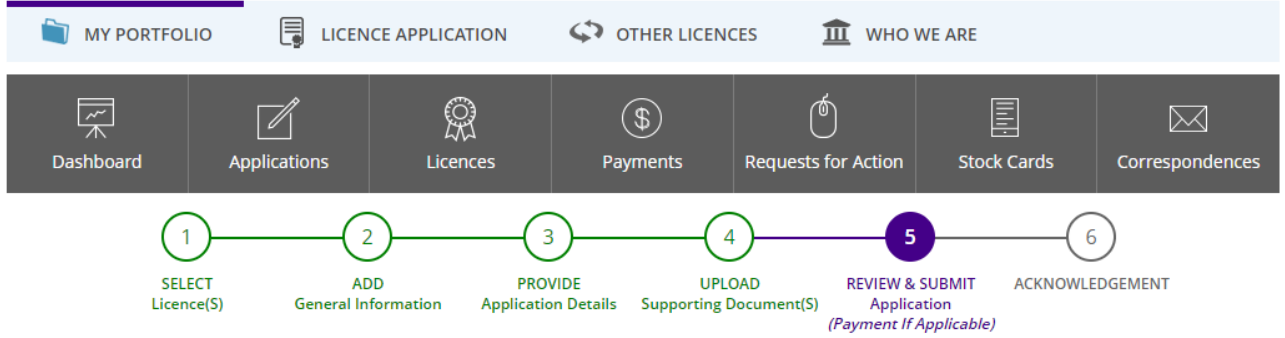 MY PORTFOLIO
LICENCE APPLICATION
OTHER LICENCES
WHO WE ARE
Dashboard
Applications
Licences
$
Payments
Requests for Action
Stock Cards
Correspondences
1
SELECT
Licence(S)
2
ADD
General Information
3
PROVIDE
Application Details
4
UPLOAD
Supporting Document(S)
5
REVIEW & SUBMIT
Application
(Payment If Applicable)
6
ACKNOWLEDGEMENT